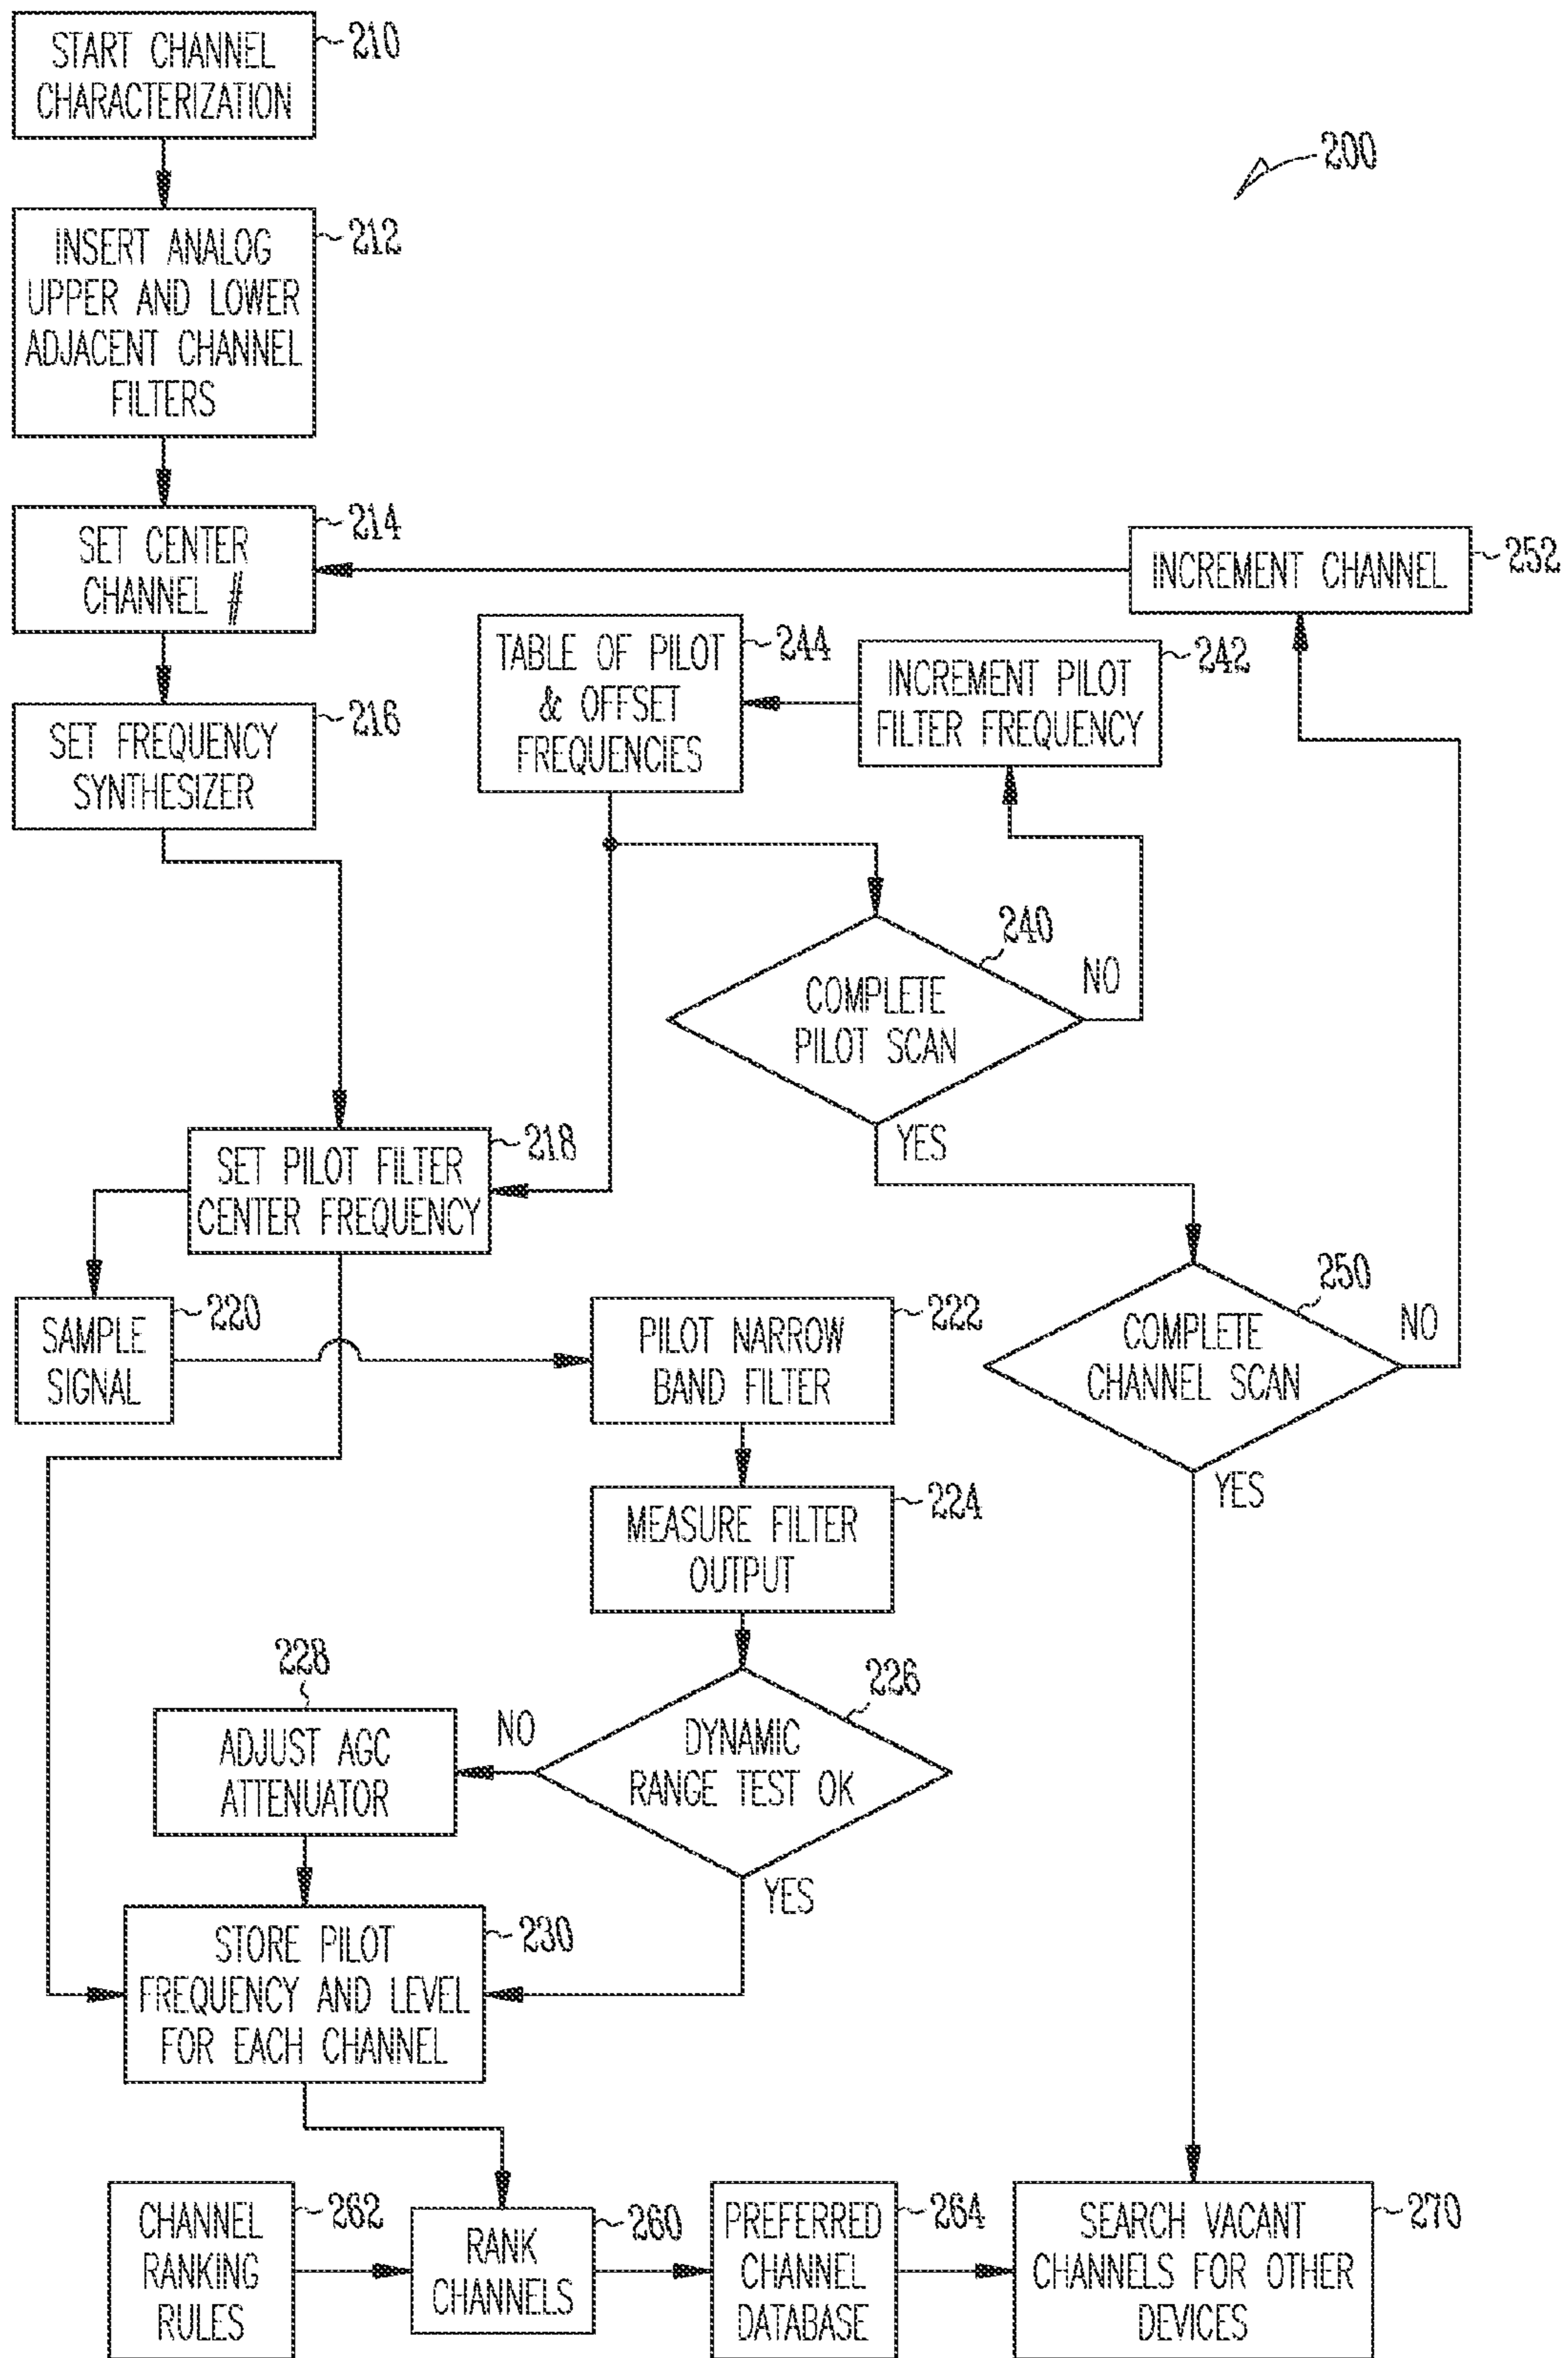 START CHANNEL
CHARACTERIZATION
210
200
INSERT ANALOG
UPPER AND LOWER
ADJACENT CHANNEL
FILTERS
212
SET CENTER
CHANNEL #
214
INCREMENT CHANNEL
252
TABLE OF PILOT
& OFFSET
FREQUENCIES
244
INCREMENT PILOT
FILTER FREQUENCY
242
SET FREQUENCY
SYNTHESIZER
216
COMPLETE
PILOT SCAN
240
NO
YES
SET PILOT FILTER
CENTER FREQUENCY
218
SAMPLE
SIGNAL
220
PILOT NARROW
BAND FILTER
222
COMPLETE
CHANNEL SCAN
250
NO
YES
MEASURE FILTER
OUTPUT
224
DYNAMIC
RANGE TEST OK
226
NO
YES
228
ADJUST AGC
ATTENUATOR
STORE PILOT
FREQUENCY AND LEVEL
FOR EACH CHANNEL
230
CHANNEL
RANKING
RULES
262
RANK
CHANNELS
260
PREFERRED
CHANNEL
DATABASE
264
SEARCH VACANT
CHANNELS FOR OTHER
DEVICES
270